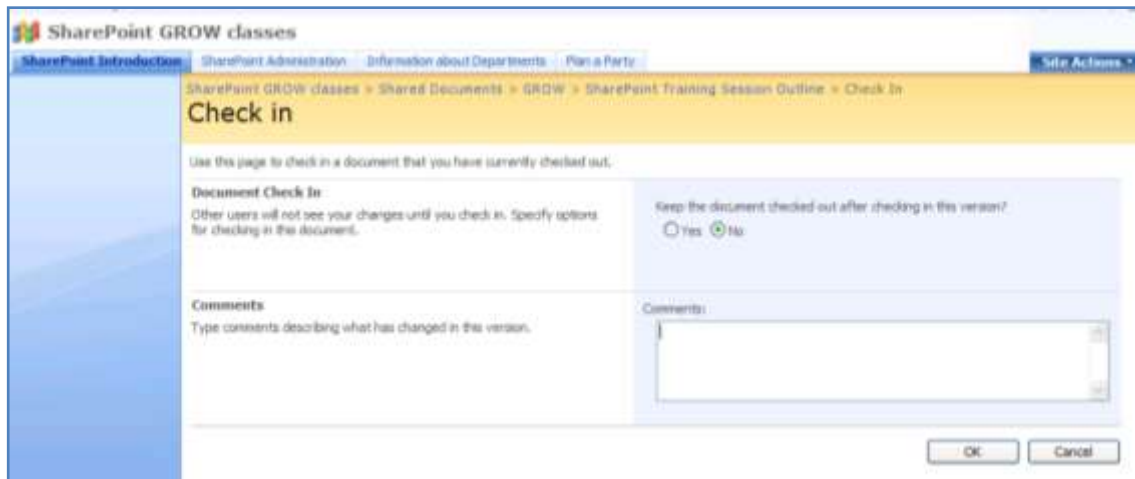 SharePoint GROW classes
SharePoint Introduction SharePoint Administration Information about Departments Plan a Party Site Actions
SharePoint GROW classes > Shared Documents > GROW > SharePoint Training Session Outline > Check In
Check in
Use this page to check in a document that you have currently checked out.
Document Check In
Other users will not see your changes until you check in. Specify options
for checking in this document.
Keep the document checked out after checking in this version?
Yes No
Comments
Type comments describing what has changed in this version.
Comments:
OK Cancel